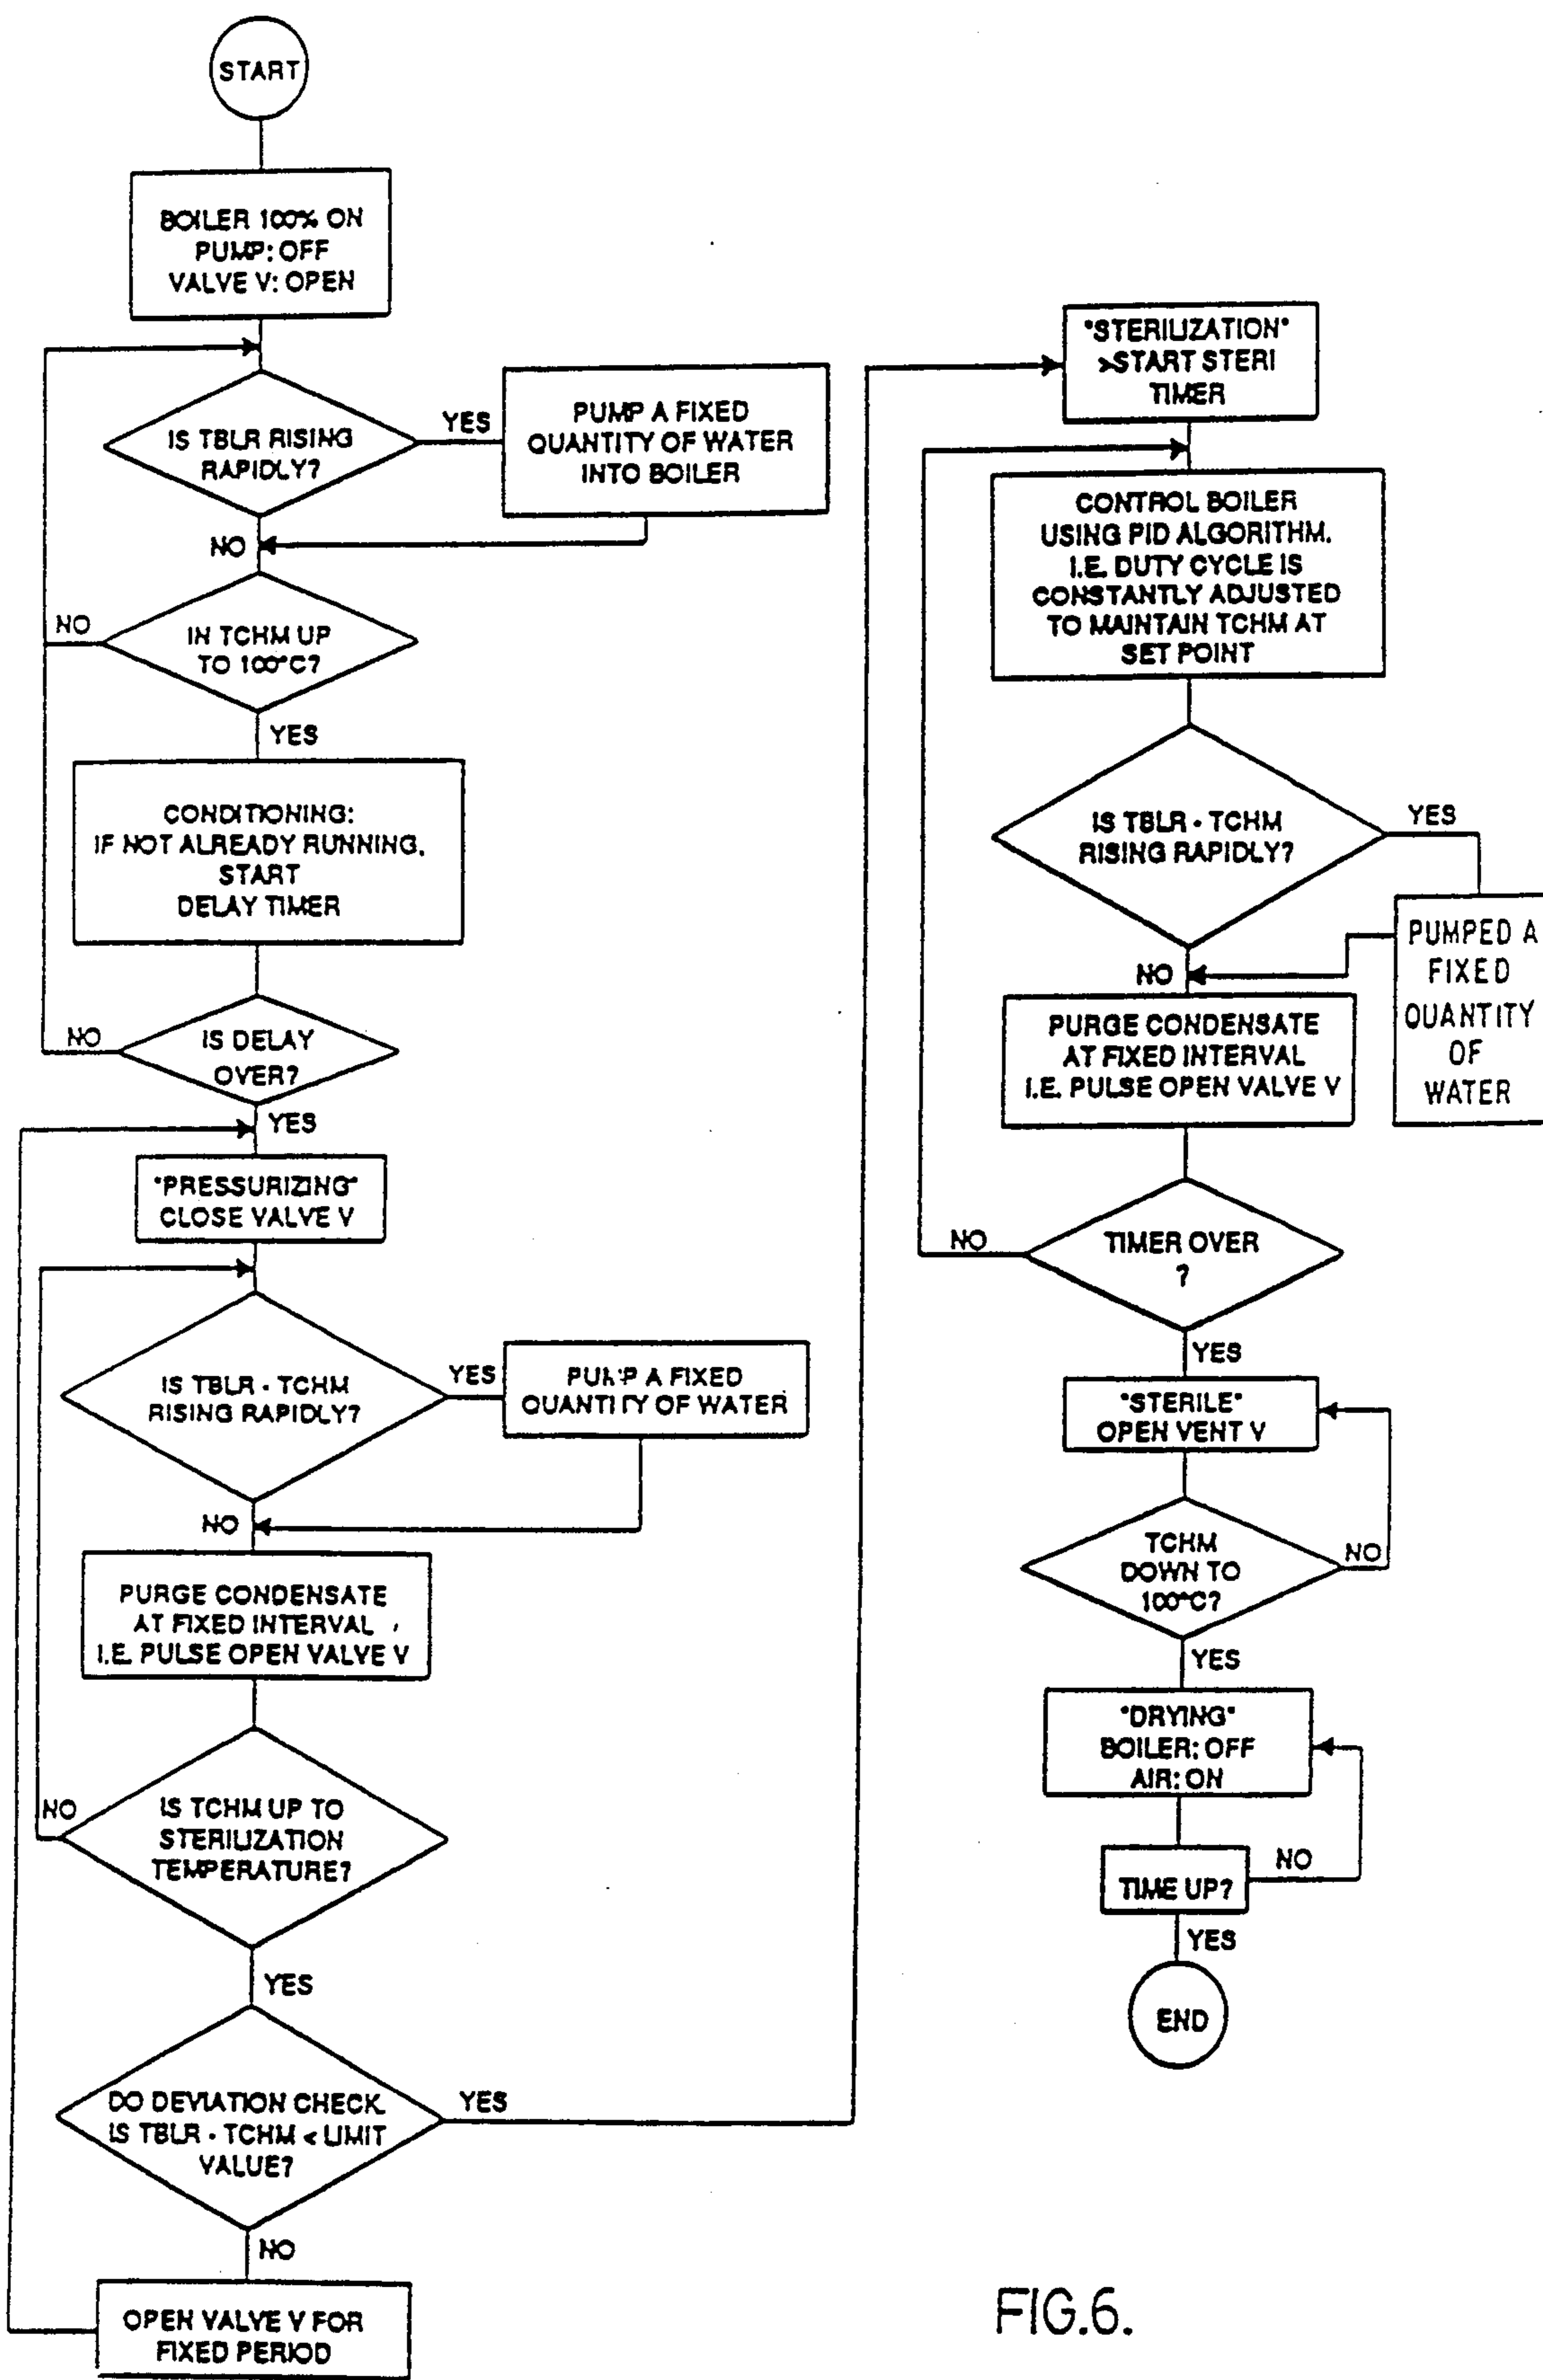 START
BOILER 100% ON
PUMP: OFF
VALVE V: OPEN
IS TBLR RISING
RAPIDLY?
YES
PUMP A FIXED
QUANTITY OF WATER
INTO BOILER
NO
IN TCHM UP
TO 100°C?
NO
YES
CONDITIONING:
IF NOT ALREADY RUNNING,
START
DELAY TIMER
IS DELAY
OVER?
NO
YES
"PRESSURIZING"
CLOSE VALVE V
IS TBLR - TCHM
RISING RAPIDLY?
YES
PUMP A FIXED
QUANTITY OF WATER
NO
PURGE CONDENSATE
AT FIXED INTERVAL
I.E. PULSE OPEN VALVE V
IS TCHM UP TO
STERILIZATION
TEMPERATURE?
NO
YES
DO DEVIATION CHECK.
IS TBLR - TCHM < LIMIT
VALUE?
YES
NO
OPEN VALVE V FOR
FIXED PERIOD
"STERILIZATION"
>START STERI
TIMER
CONTROL BOILER
USING PID ALGORITHM.
I.E. DUTY CYCLE IS
CONSTANTLY ADJUSTED
TO MAINTAIN TCHM AT
SET POINT
IS TBLR - TCHM
RISING RAPIDLY?
YES
PUMPED A
FIXED
QUANTITY
OF
WATER
NO
PURGE CONDENSATE
AT FIXED INTERVAL
I.E. PULSE OPEN VALVE V
TIMER OVER
?
NO
YES
"STERILE"
OPEN VENT V
TCHM
DOWN TO
100°C?
NO
YES
"DRYING"
BOILER: OFF
AIR: ON
TIME UP?
NO
YES
END
FIG.6.